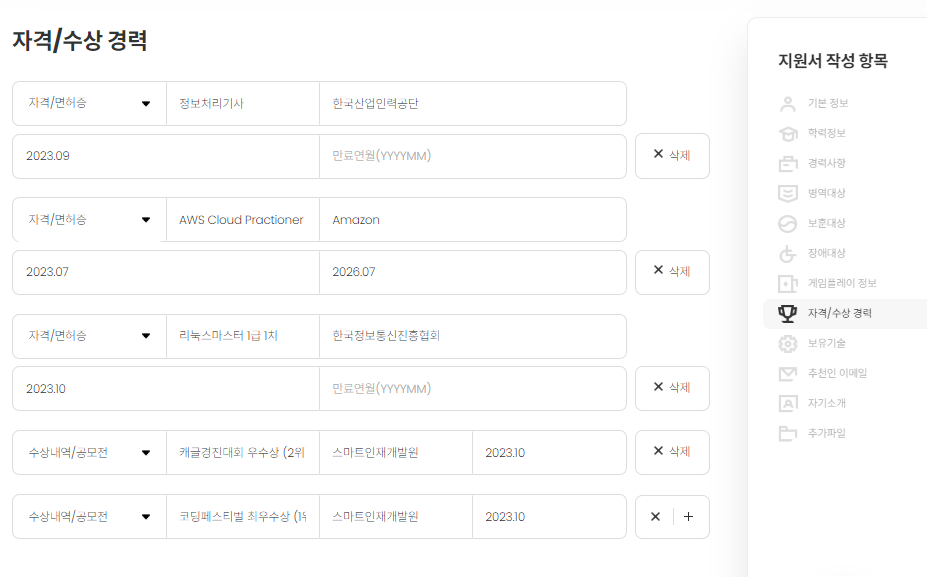 자격/수상 경력
자격/면허증 정보처리기사 한국산업인력공단
2023.09 만료연월(YYYYMM) 삭제
자격/면허증 AWS Cloud Practioner Amazon
2023.07 2026.07 삭제
자격/면허증 리눅스마스터 1급 1차 한국정보통신진흥협회
2023.10 만료연월(YYYYMM) 삭제
수상내역/공모전 캐글경진대회 우수상 (2위 스마트인재개발원 2023.10 삭제
수상내역/공모전 코딩페스티벌 최우수상 (1위 스마트인재개발원 2023.10
지원서 작성 항목
기본 정보
학력정보
경력사항
병역대상
보훈대상
장애대상
게임플레이 정보
자격/수상 경력
보유기술
추천인 이메일
자기소개
추가파일